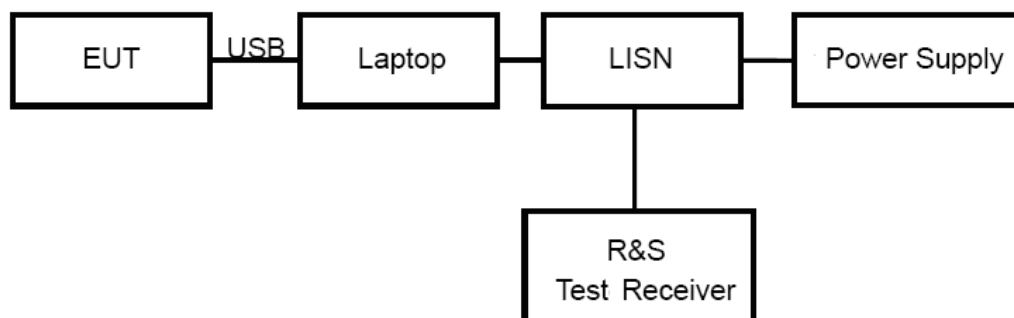 EUT
USB
Laptop
LISN
Power Supply
R&S
Test Receiver